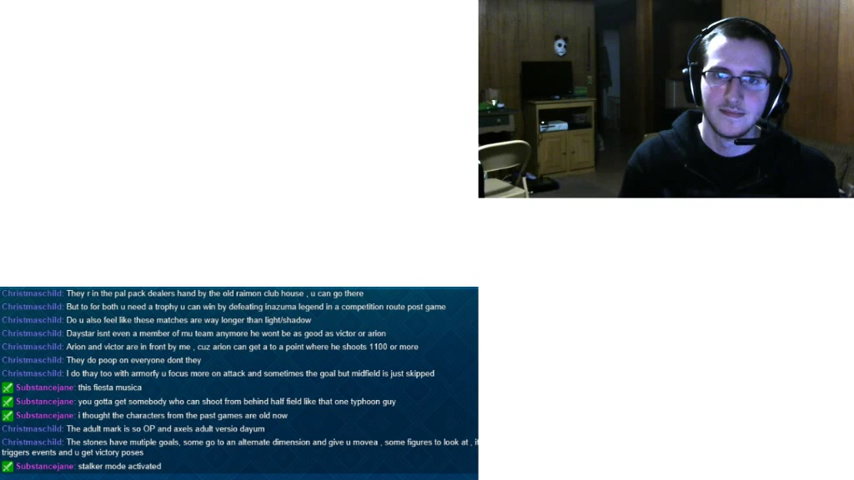 Christmaschild: They r in the pal pack dealers hand by the old raimon club house , u can go there
Christmaschild: But to for both u need a trophy u can win by defeating inazuma legend in a competition route post game
Christmaschild: Do u also feel like these matches are way longer than light/shadow
Christmaschild: Daystar isnt even a member of mu team anymore he wont be as good as victor or arion
Christmaschild: Arion and victor are in front by me , cuz arion can get a to a point where he shoots 1100 or more
Christmaschild: They do poop on everyone dont they
Christmaschild: I do thay too with armorfy u focus more on attack and sometimes the goal but midfield is just skipped
Substancejane: this fiesta musica
Substancejane: you gotta get somebody who can shoot from behind half field like that one typhoon guy
Substancejane: i thought the characters from the past games are old now
Christmaschild: The adult mark is so OP and axels adult versio dayum
Christmaschild: The stones have mutiple goals, some go to an alternate dimension and give u movea , some figures to look at ,
triggers events and u get victory poses
Substancejane: stalker mode activated